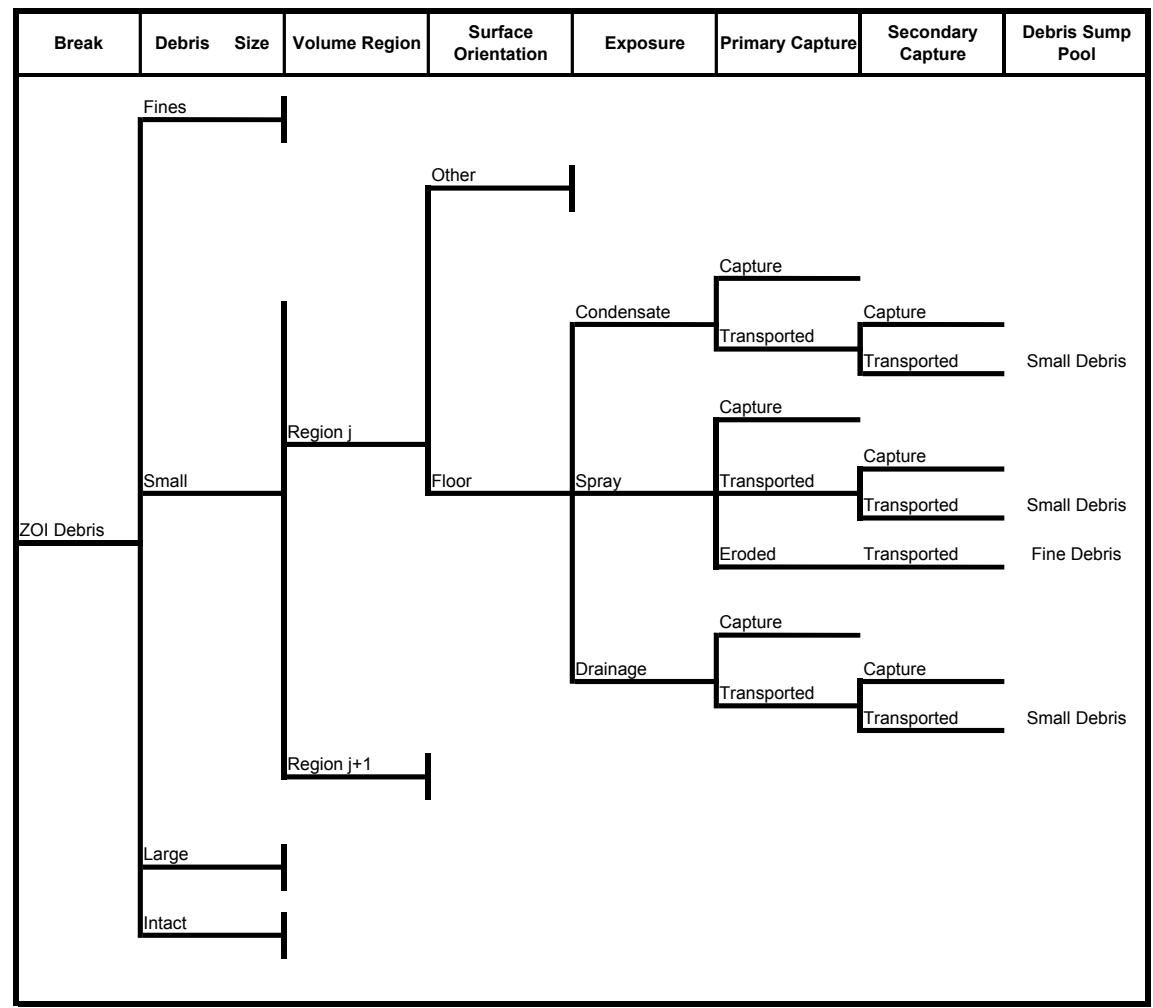 Break
Debris Size
Volume Region
Surface
Orientation
Exposure
Primary Capture
Secondary
Capture
Debris Sump
Pool
Fines
Other
Capture
Condensate
Capture
Transported
Transported
Small Debris
Capture
Region j
Capture
Small
Floor
Spray
Transported
Transported
Small Debris
ZOI Debris
Eroded
Transported
Fine Debris
Capture
Drainage
Capture
Transported
Transported
Small Debris
Region j+1
Large
Intact